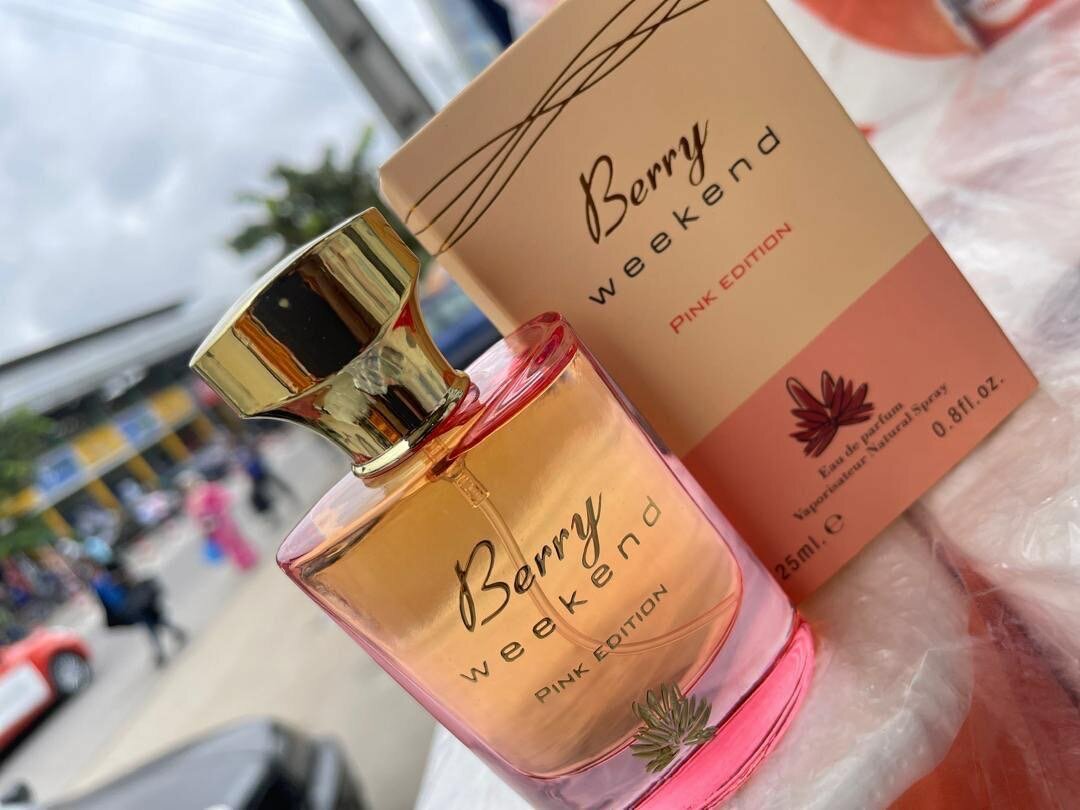 Berry
weekend
PINK EDITION
Eau de parfum
Vaporisateur Natural Spray
25ml. e 0.8fl.oz.
Berry
weekend
PINK EDITION